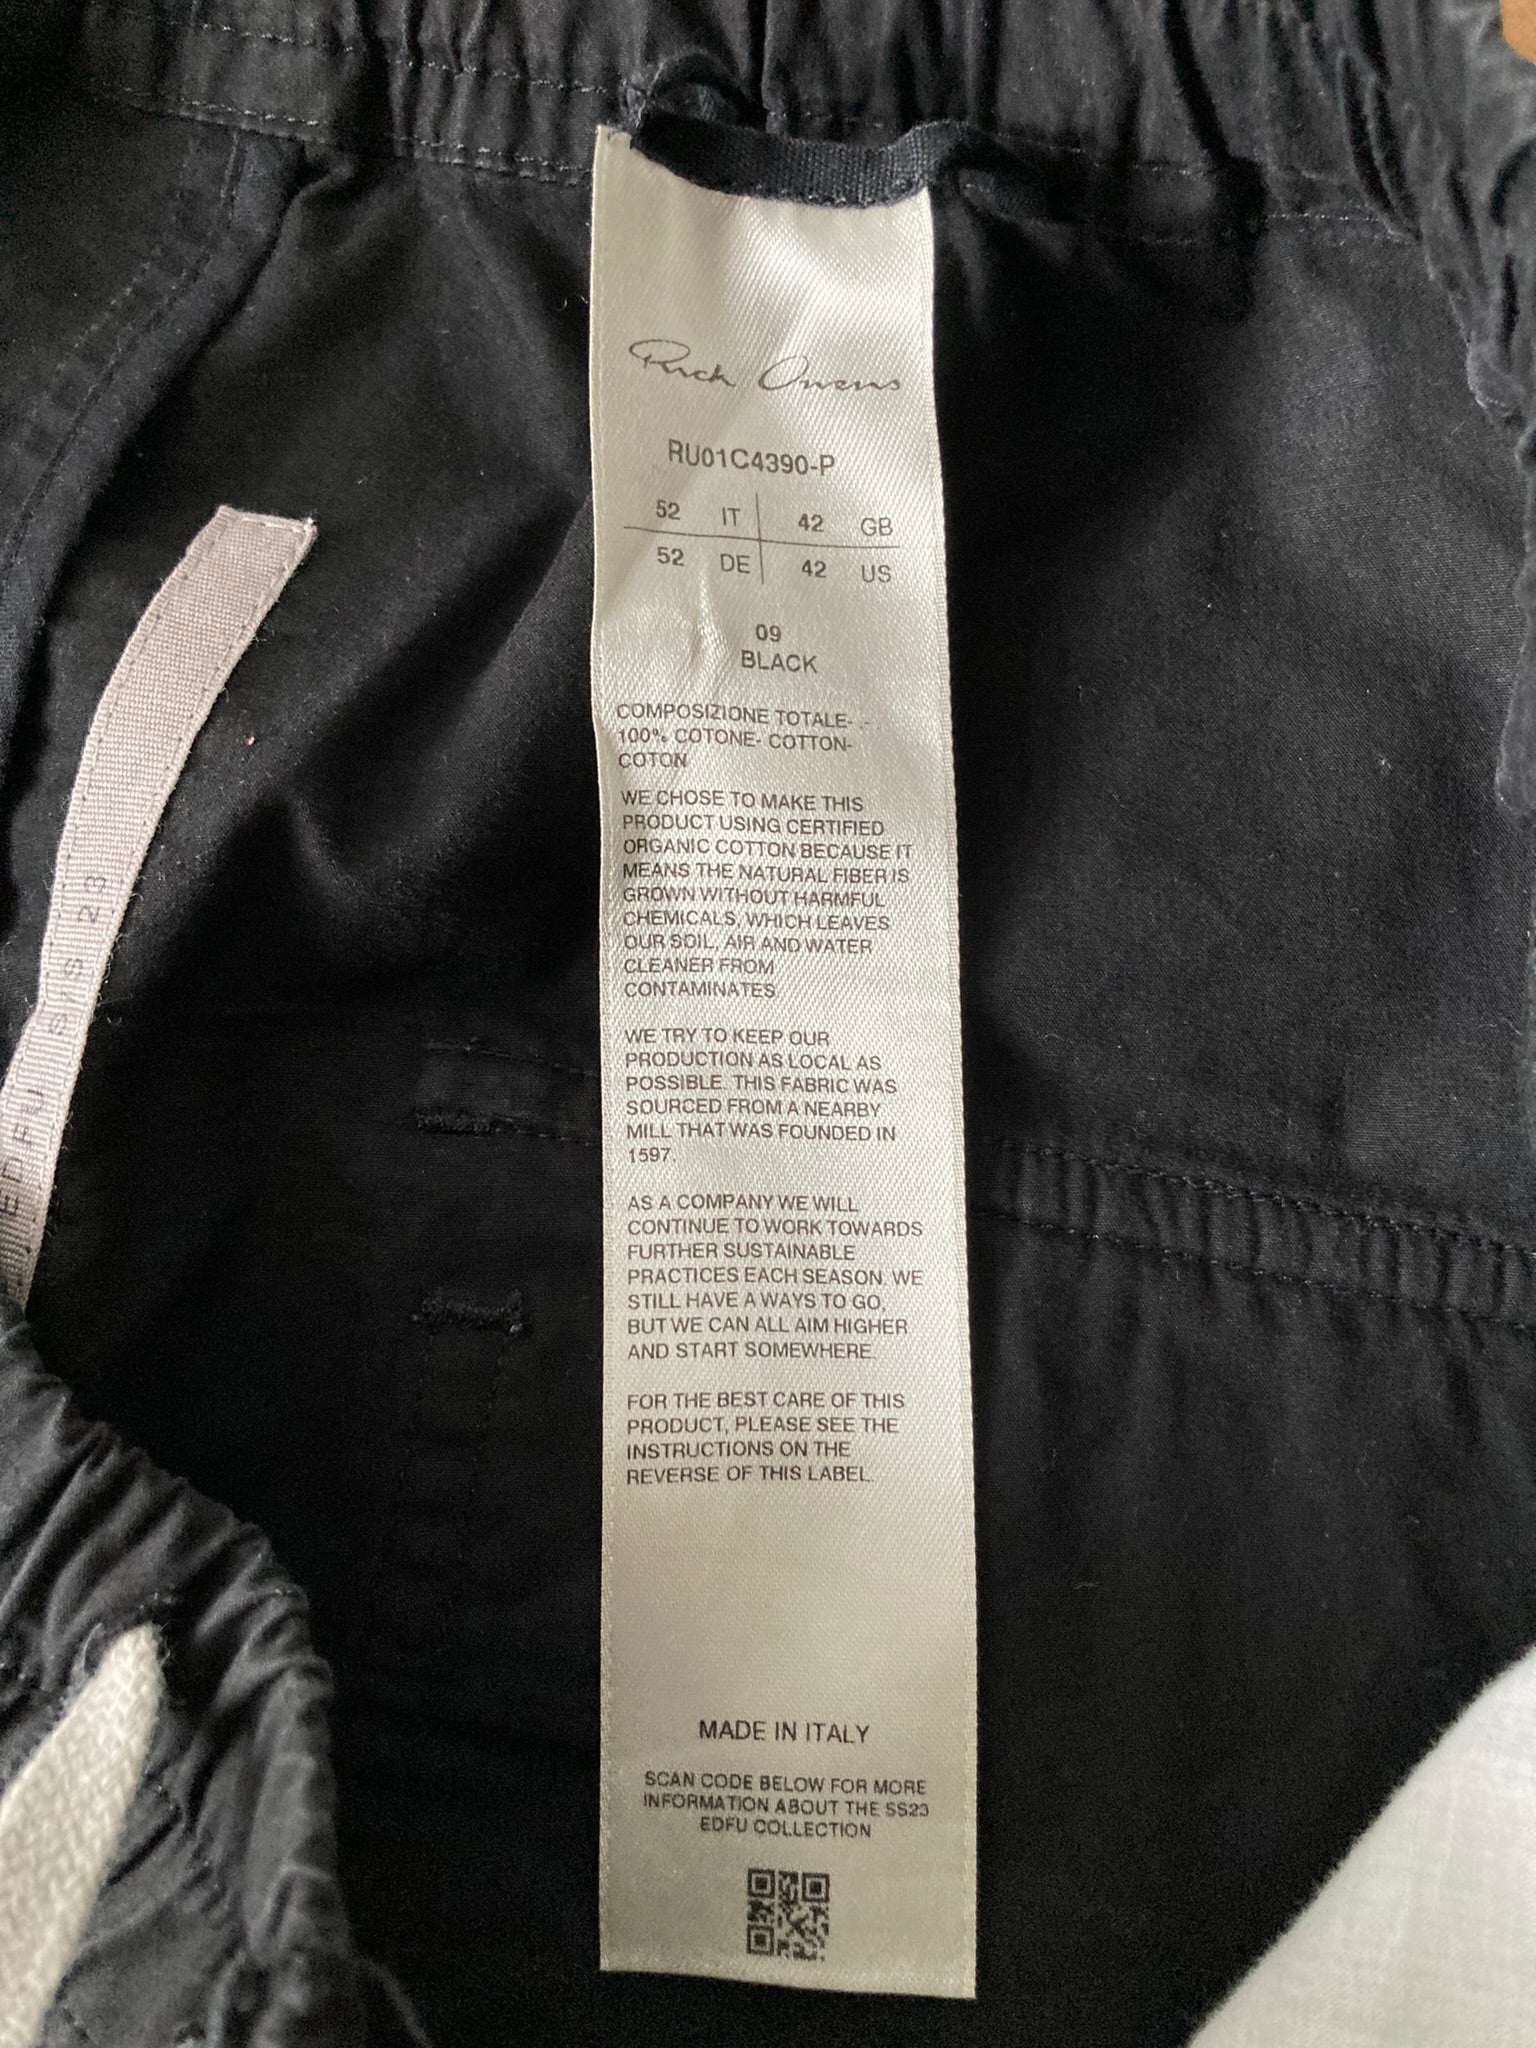 Rick Owens
RU01C4390-P
52 IT 42 GB
52 DE 42 US
09
BLACK
COMPOSIZIONE TOTALE- .-
100% COTONE- COTTON-
COTON
WE CHOSE TO MAKE THIS
PRODUCT USING CERTIFIED
ORGANIC COTTON BECAUSE IT
MEANS THE NATURAL FIBER IS
GROWN WITHOUT HARMFUL
CHEMICALS, WHICH LEAVES
OUR SOIL, AIR AND WATER
CLEANER FROM
CONTAMINATES
WE TRY TO KEEP OUR
PRODUCTION AS LOCAL AS
POSSIBLE. THIS FABRIC WAS
SOURCED FROM A NEARBY
MILL THAT WAS FOUNDED IN
1597.
AS A COMPANY WE WILL
CONTINUE TO WORK TOWARDS
FURTHER SUSTAINABLE
PRACTICES EACH SEASON. WE
STILL HAVE A WAYS TO GO,
BUT WE CAN ALL AIM HIGHER
AND START SOMEWHERE.
FOR THE BEST CARE OF THIS
PRODUCT, PLEASE SEE THE
INSTRUCTIONS ON THE
REVERSE OF THIS LABEL.
MADE IN ITALY
SCAN CODE BELOW FOR MORE
INFORMATION ABOUT THE SS23
EDFU COLLECTION
EDFU S/S 23